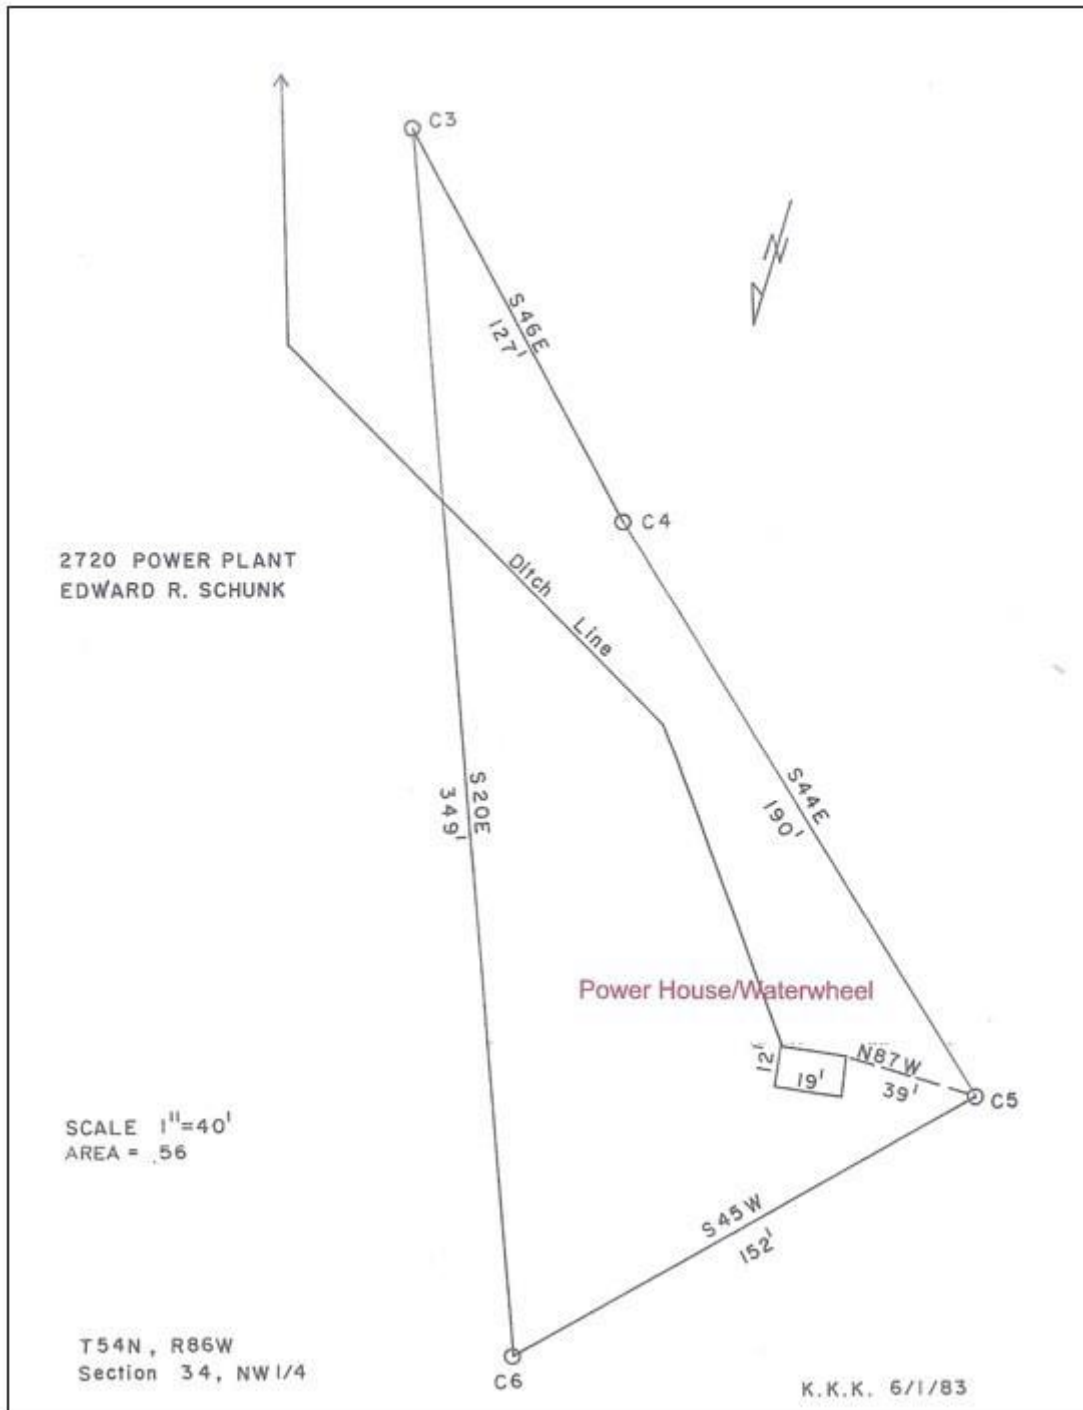 C3
N
S46E
127'
C4
2720 POWER PLANT
EDWARD R. SCHUNK
Ditch Line
S20E
349'
S44E
190'
Power House/Waterwheel
12'
19'
N87W
39'
C5
SCALE 1"=40'
AREA = .56
S45W
152'
T54N, R86W
Section 34, NW1/4
C6
K.K.K. 6/1/83